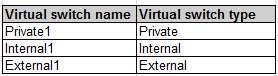 Virtual switch name Virtual switch type
Private1 Private
Internal1 Internal
External1 External